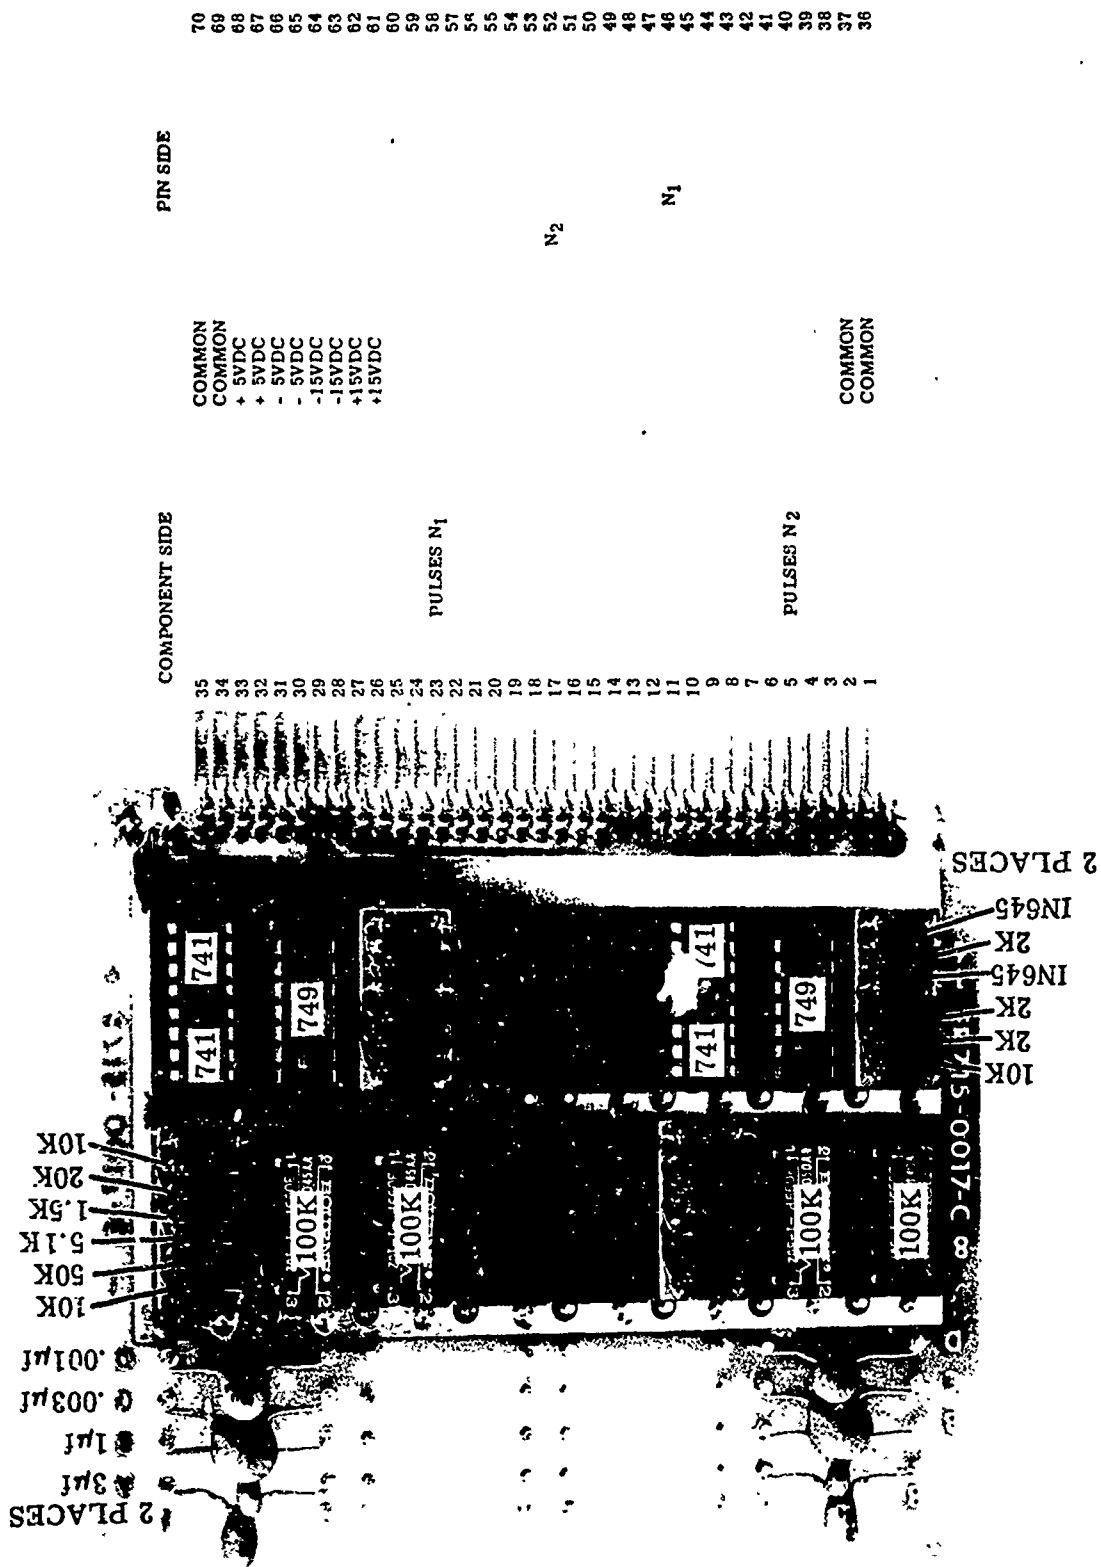 COMPONENT SIDE PIN SIDE
35 COMMON 70
34 COMMON 69
33 + 5VDC 68
32 + 5VDC 67
31 - 5VDC 66
30 - 5VDC 65
29 -15VDC 64
28 -15VDC 63
27 +15VDC 62
26 +15VDC 61
25 60
24 59
23 PULSES N1 58
22 57
21 56
20 55
19 54
18 53
17 N2 52
16 51
15 50
14 49
13 48
12 47
11 N1 46
10 45
9 44
8 43
7 42
6 41
5 PULSES N2 40
4 39
3 38
2 COMMON 37
1 COMMON 36
2 PLACES
3µf
1µf
.003µf
.001µf
10K
50K
5.1K
1.5K
20K
10K
741
741
749
100K
100K
741
741
749
100K
100K
715-0017-C
10K
2K
2K
IN645
2K
IN645
2 PLACES